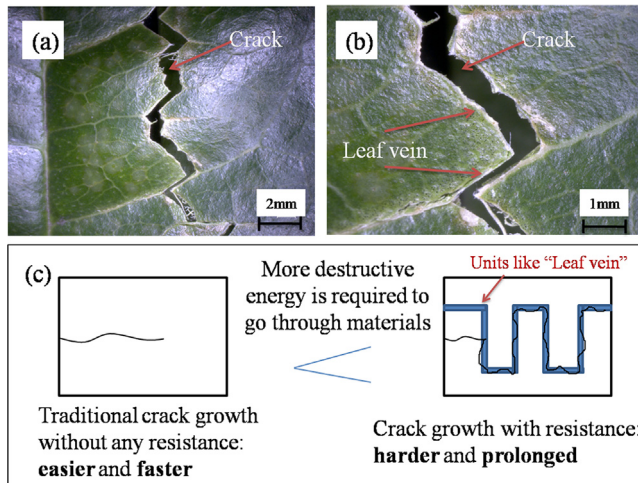 (a)
Crack
2mm
(b)
Crack
Leaf vein
1mm
(c)
More destructive
energy is required to
go through materials
Units like “Leaf vein”
Traditional crack growth
without any resistance:
easier and faster
Crack growth with resistance:
harder and prolonged